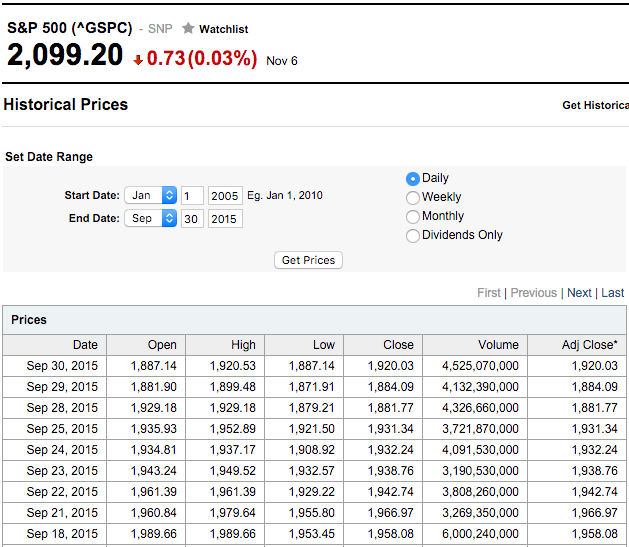 S&P 500 (^GSPC) - SNP ★ Watchlist
2,099.20 0.73(0.03%) Nov 6
Historical Prices Get Historica
Set Date Range
Start Date: Jan 1 2005 Eg. Jan 1, 2010
End Date: Sep 30 2015
Daily
Weekly
Monthly
Dividends Only
Get Prices
First | Previous | Next | Last
Prices
Date Open High Low Close Volume Adj Close*
Sep 30, 2015 1,887.14 1,920.53 1,887.14 1,920.03 4,525,070,000 1,920.03
Sep 29, 2015 1,881.90 1,899.48 1,871.91 1,884.09 4,132,390,000 1,884.09
Sep 28, 2015 1,929.18 1,929.18 1,879.21 1,881.77 4,326,660,000 1,881.77
Sep 25, 2015 1,935.93 1,952.89 1,921.50 1,931.34 3,721,870,000 1,931.34
Sep 24, 2015 1,934.81 1,937.17 1,908.92 1,932.24 4,091,530,000 1,932.24
Sep 23, 2015 1,943.24 1,949.52 1,932.57 1,938.76 3,190,530,000 1,938.76
Sep 22, 2015 1,961.39 1,961.39 1,929.22 1,942.74 3,808,260,000 1,942.74
Sep 21, 2015 1,960.84 1,979.64 1,955.80 1,966.97 3,269,350,000 1,966.97
Sep 18, 2015 1,989.66 1,989.66 1,953.45 1,958.08 6,000,240,000 1,958.08